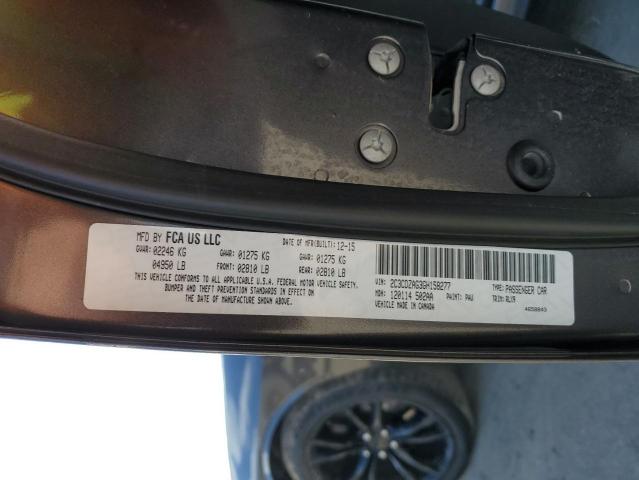 MFD BY FCA US LLC DATE OF MFR(BUILT): 12-15
GVWR: 02246 KG GAWR: 01275 KG GAWR: 01275 KG
04950 LB FRONT: 02810 LB REAR: 02810 LB
THIS VEHICLE CONFORMS TO ALL APPLICABLE U.S.A. FEDERAL MOTOR VEHICLE SAFETY,
BUMPER AND THEFT PREVENTION STANDARDS IN EFFECT ON
THE DATE OF MANUFACTURE SHOWN ABOVE.
VIN: 2C3CDZAG3GH158277 TYPE: PASSENGER CAR
MDH: 120114 502AA PAINT: PAU TRIM: RLX9
VEHICLE MADE IN CANADA 4658843